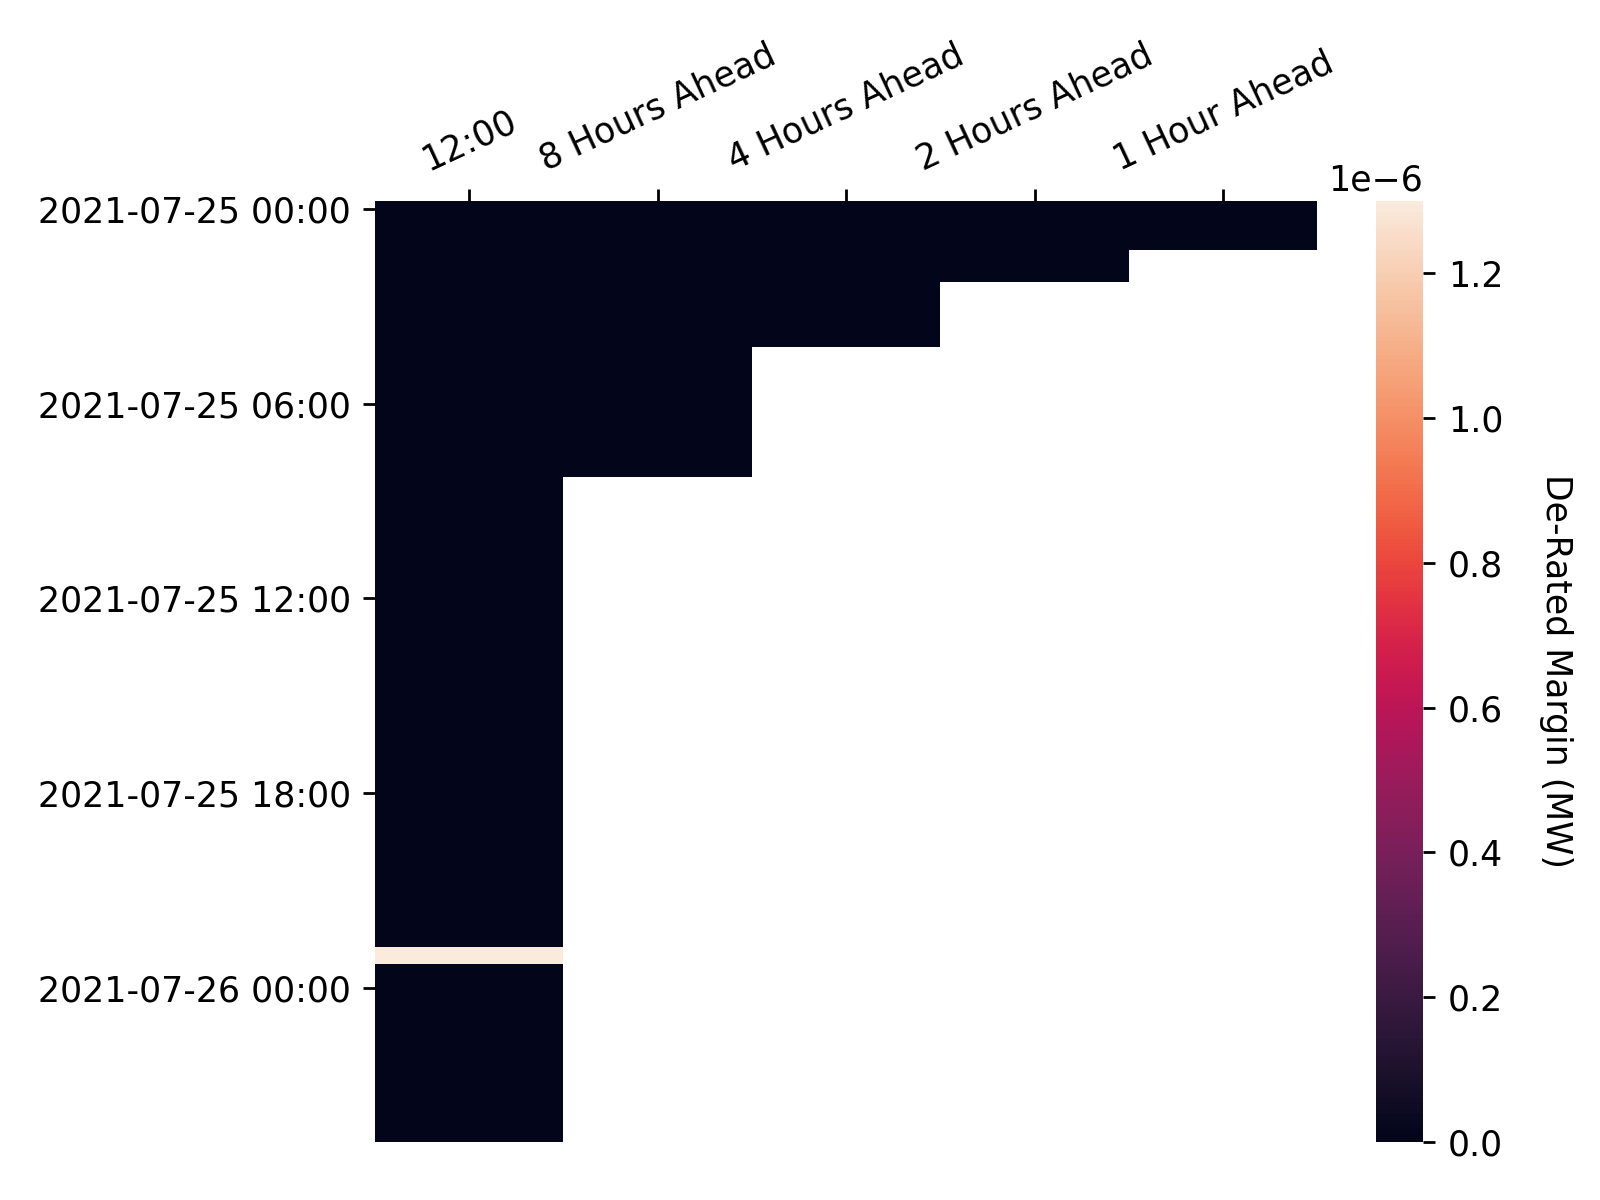 12:00
8 Hours Ahead
4 Hours Ahead
2 Hours Ahead
1 Hour Ahead
1e−6
2021-07-25 00:00
2021-07-25 06:00
2021-07-25 12:00
2021-07-25 18:00
2021-07-26 00:00
1.2
1.0
0.8
0.6
0.4
0.2
0.0
De-Rated Margin (MW)